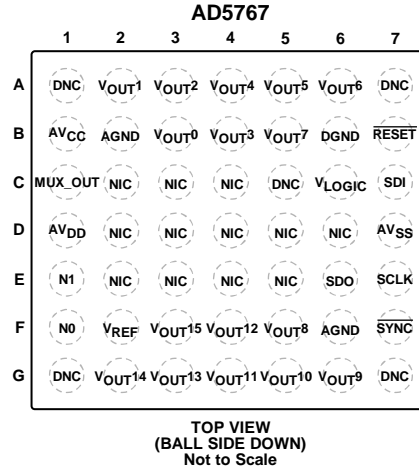 AD5767
1 2 3 4 5 6 7
A DNC VOUT1 VOUT2 VOUT4 VOUT5 VOUT6 DNC
B AVCC AGND VOUT0 VOUT3 VOUT7 DGND RESET
C MUX_OUT NIC NIC NIC DNC VLOGIC SDI
D AVDD NIC NIC NIC NIC NIC AVSS
E N1 NIC NIC NIC NIC SDO SCLK
F N0 VREF VOUT15 VOUT12 VOUT8 AGND SYNC
G DNC VOUT14 VOUT13 VOUT11 VOUT10 VOUT9 DNC
TOP VIEW
(BALL SIDE DOWN)
Not to Scale